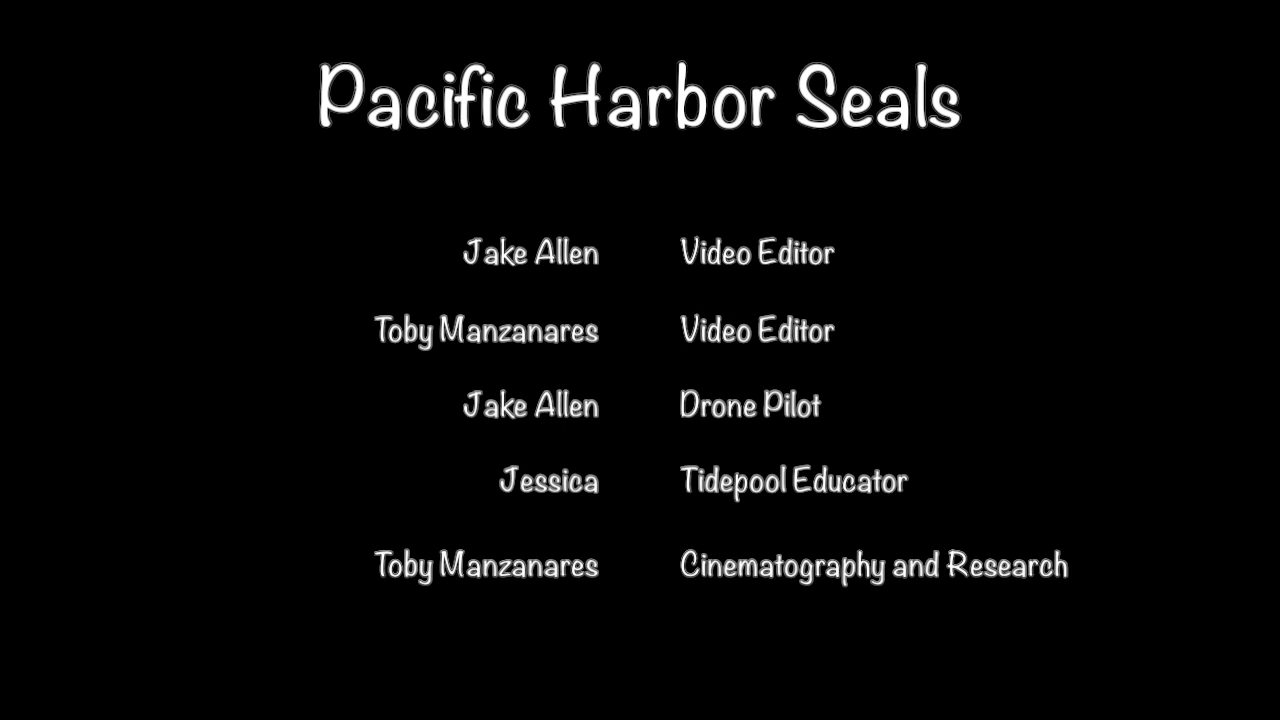 Pacific Harbor Seals
Jake Allen Video Editor
Toby Manzanares Video Editor
Jake Allen Drone Pilot
Jessica Tidepool Educator
Toby Manzanares Cinematography and Research